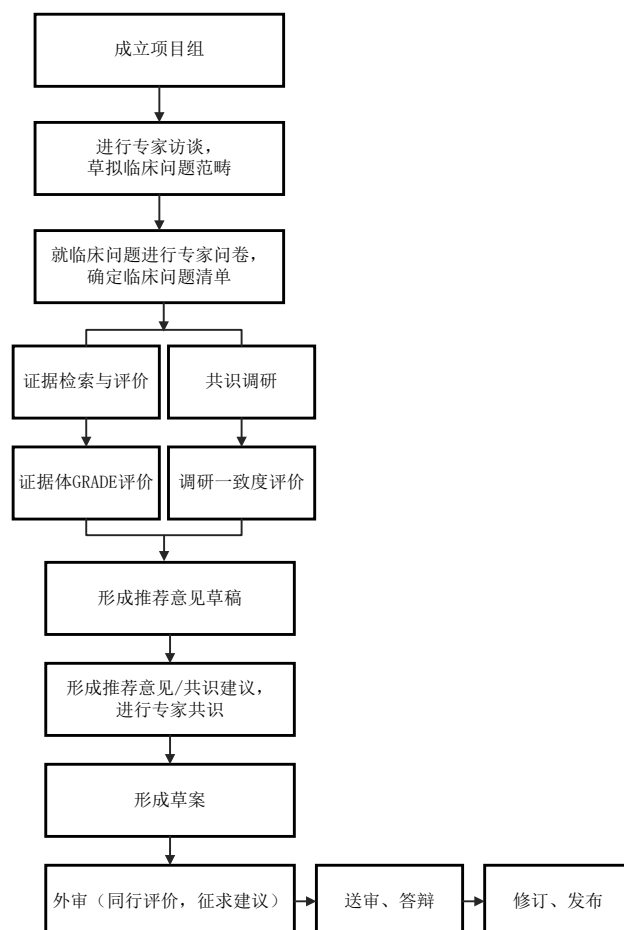 成立项目组
进行专家访谈，
草拟临床问题范畴
就临床问题进行专家问卷，
确定临床问题清单
证据检索与评价
共识调研
证据体GRADE评价
调研一致度评价
形成推荐意见草稿
形成推荐意见/共识建议，
进行专家共识
形成草案
外审（同行评价，征求建议）
送审、答辩
修订、发布